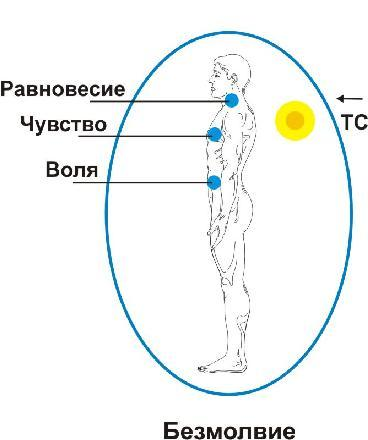 Равновесие
Чувство
ТС
Воля
Безмолвие